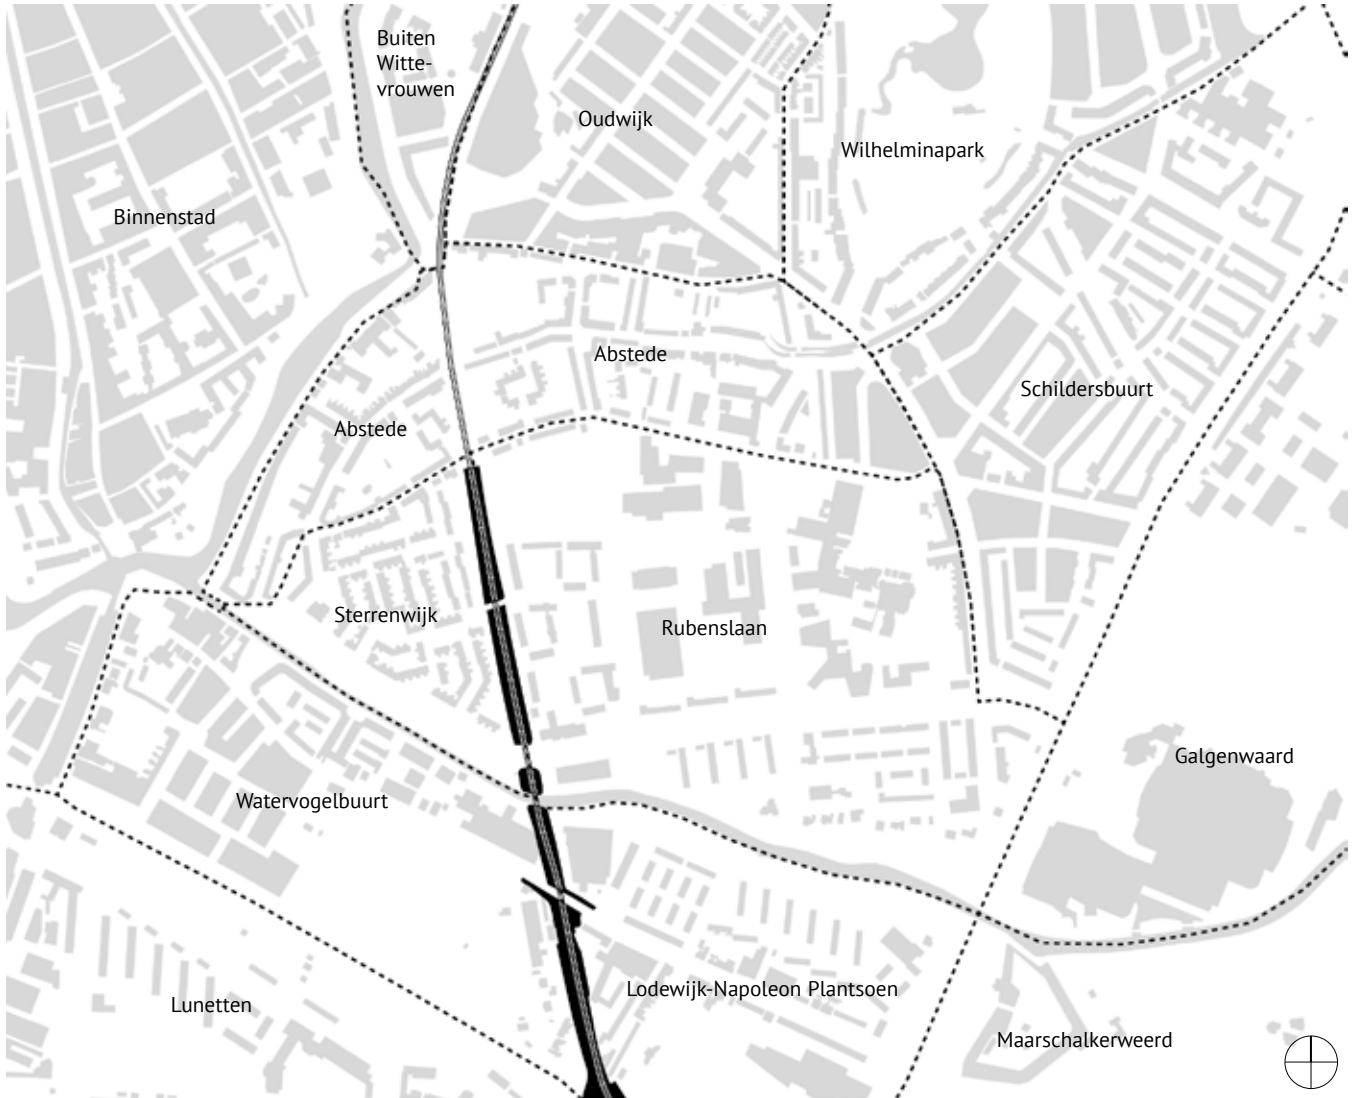 Buiten
Witte-
vrouwen
Oudwijk
Wilhelminapark
Binnenstad
Abstede
Schildersbuurt
Abstede
Sterrenwijk
Rubenslaan
Galgenwaard
Watervogelbuurt
Lodewijk-Napoleon Plantsoen
Lunetten
Maarschalkerweerd